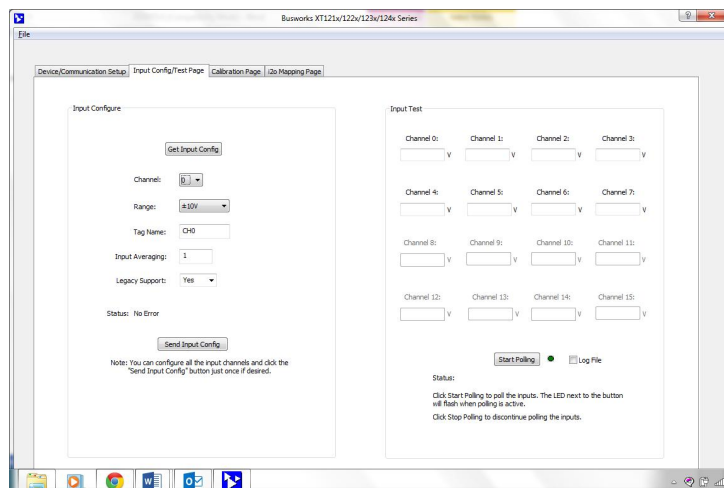 Busworks XT121x/122x/123x/124x Series
File
Device/Communication Setup
Input Config/Test Page
Calibration Page
i2o Mapping Page
Input Configure
Get Input Config
Channel: 0
Range: ±10V
Tag Name: CH0
Input Averaging: 1
Legacy Support: Yes
Status: No Error
Send Input Config
Note: You can configure all the input channels and click the
"Send Input Config" button just once if desired.
Input Test
Channel 0: Channel 1: Channel 2: Channel 3:
V V V V
Channel 4: Channel 5: Channel 6: Channel 7:
V V V V
Channel 8: Channel 9: Channel 10: Channel 11:
V V V V
Channel 12: Channel 13: Channel 14: Channel 15:
V V V V
Start Polling
Log File
Status:
Click Start Polling to poll the inputs. The LED next to the button
will flash when polling is active.
Click Stop Polling to discontinue polling the inputs.